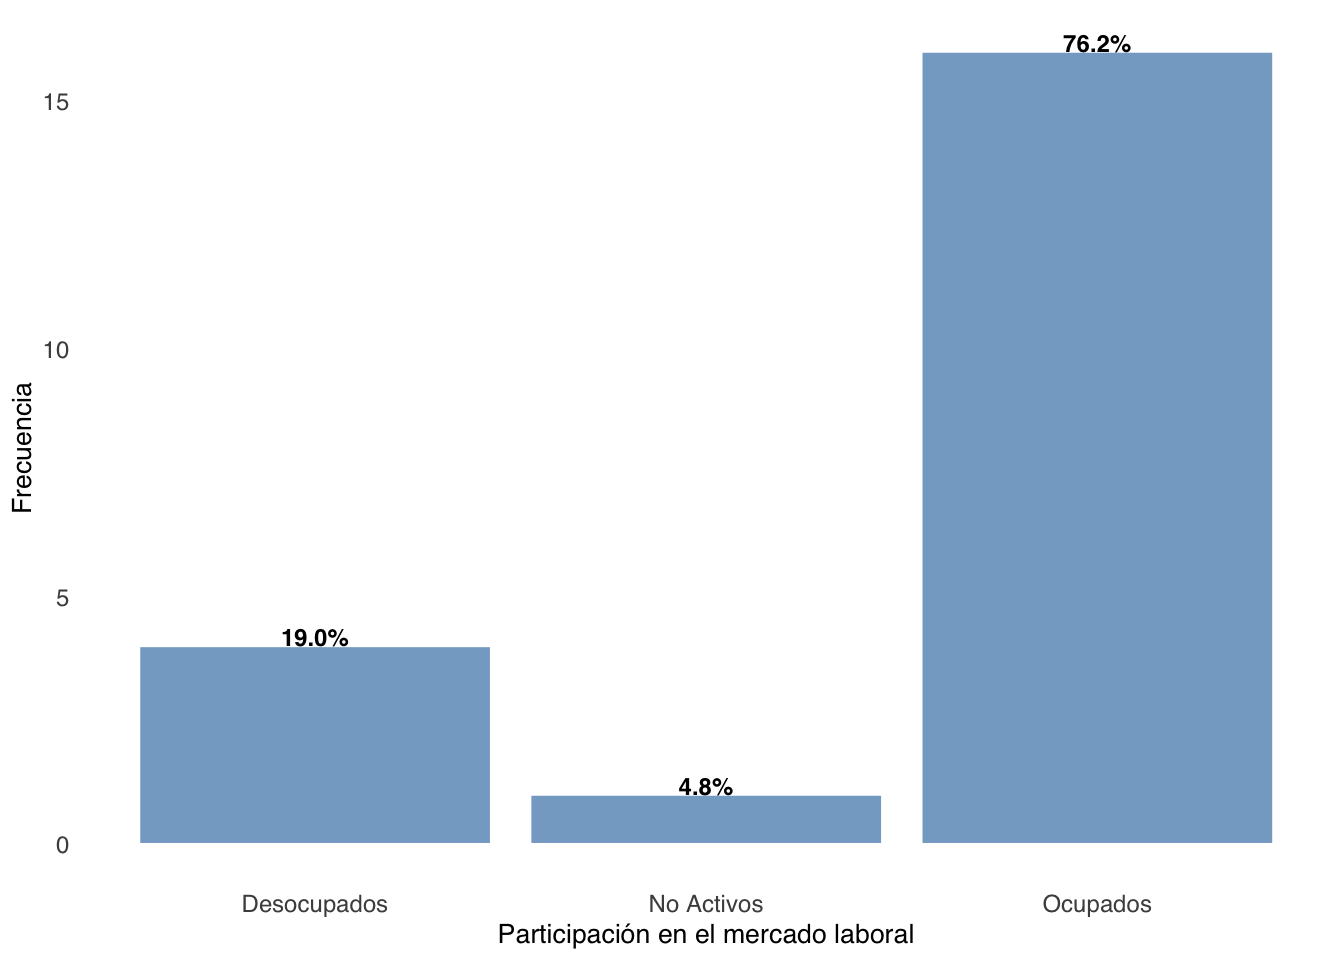 76.2%
15
10
Frecuencia
5
19.0%
4.8%
0
Desocupados
No Activos
Ocupados
Participación en el mercado laboral